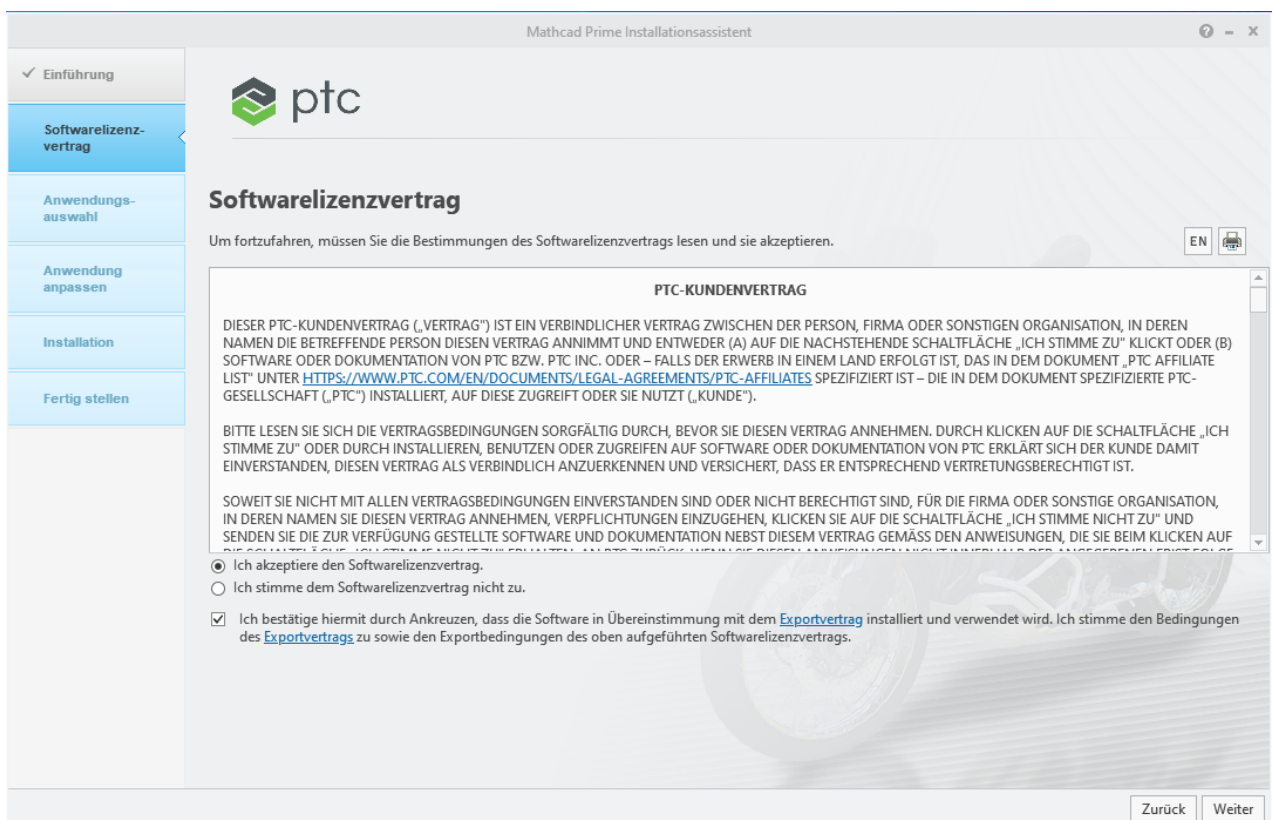 Mathcad Prime Installationsassistent
Einführung
Softwarelizenz-
vertrag
Anwendungs-
auswahl
Anwendung
anpassen
Installation
Fertig stellen
ptc
Softwarelizenzvertrag
Um fortzufahren, müssen Sie die Bestimmungen des Softwarelizenzvertrags lesen und sie akzeptieren.
EN
PTC-KUNDENVERTRAG
DIESER PTC-KUNDENVERTRAG („VERTRAG") IST EIN VERBINDLICHER VERTRAG ZWISCHEN DER PERSON, FIRMA ODER SONSTIGEN ORGANISATION, IN DEREN
NAMEN DIE BETREFFENDE PERSON DIESEN VERTRAG ANNIMMT UND ENTWEDER (A) AUF DIE NACHSTEHENDE SCHALTFLÄCHE „ICH STIMME ZU" KLICKT ODER (B)
SOFTWARE ODER DOKUMENTATION VON PTC BZW. PTC INC. ODER – FALLS DER ERWERB IN EINEM LAND ERFOLGT IST, DAS IN DEM DOKUMENT „PTC AFFILIATE
LIST" UNTER HTTPS://WWW.PTC.COM/EN/DOCUMENTS/LEGAL-AGREEMENTS/PTC-AFFILIATES SPEZIFIZIERT IST – DIE IN DEM DOKUMENT SPEZIFIZIERTE PTC-
GESELLSCHAFT („PTC") INSTALLIERT, AUF DIESE ZUGREIFT ODER SIE NUTZT („KUNDE").
BITTE LESEN SIE SICH DIE VERTRAGSBEDINGUNGEN SORGFÄLTIG DURCH, BEVOR SIE DIESEN VERTRAG ANNEHMEN. DURCH KLICKEN AUF DIE SCHALTFLÄCHE „ICH
STIMME ZU" ODER DURCH INSTALLIEREN, BENUTZEN ODER ZUGREIFEN AUF SOFTWARE ODER DOKUMENTATION VON PTC ERKLÄRT SICH DER KUNDE DAMIT
EINVERSTANDEN, DIESEN VERTRAG ALS VERBINDLICH ANZUERKENNEN UND VERSICHERT, DASS ER ENTSPRECHEND VERTRETUNGSBERECHTIGT IST.
SOWEIT SIE NICHT MIT ALLEN VERTRAGSBEDINGUNGEN EINVERSTANDEN SIND ODER NICHT BERECHTIGT SIND, FÜR DIE FIRMA ODER SONSTIGE ORGANISATION,
IN DEREN NAMEN SIE DIESEN VERTRAG ANNEHMEN, VERPFLICHTUNGEN EINZUGEHEN, KLICKEN SIE AUF DIE SCHALTFLÄCHE „ICH STIMME NICHT ZU" UND
SENDEN SIE DIE ZUR VERFÜGUNG GESTELLTE SOFTWARE UND DOKUMENTATION NEBST DIESEM VERTRAG GEMÄSS DEN ANWEISUNGEN, DIE SIE BEIM KLICKEN AUF
Ich akzeptiere den Softwarelizenzvertrag.
Ich stimme dem Softwarelizenzvertrag nicht zu.
Ich bestätige hiermit durch Ankreuzen, dass die Software in Übereinstimmung mit dem Exportvertrag installiert und verwendet wird. Ich stimme den Bedingungen
des Exportvertrags zu sowie den Exportbedingungen des oben aufgeführten Softwarelizenzvertrags.
Zurück
Weiter